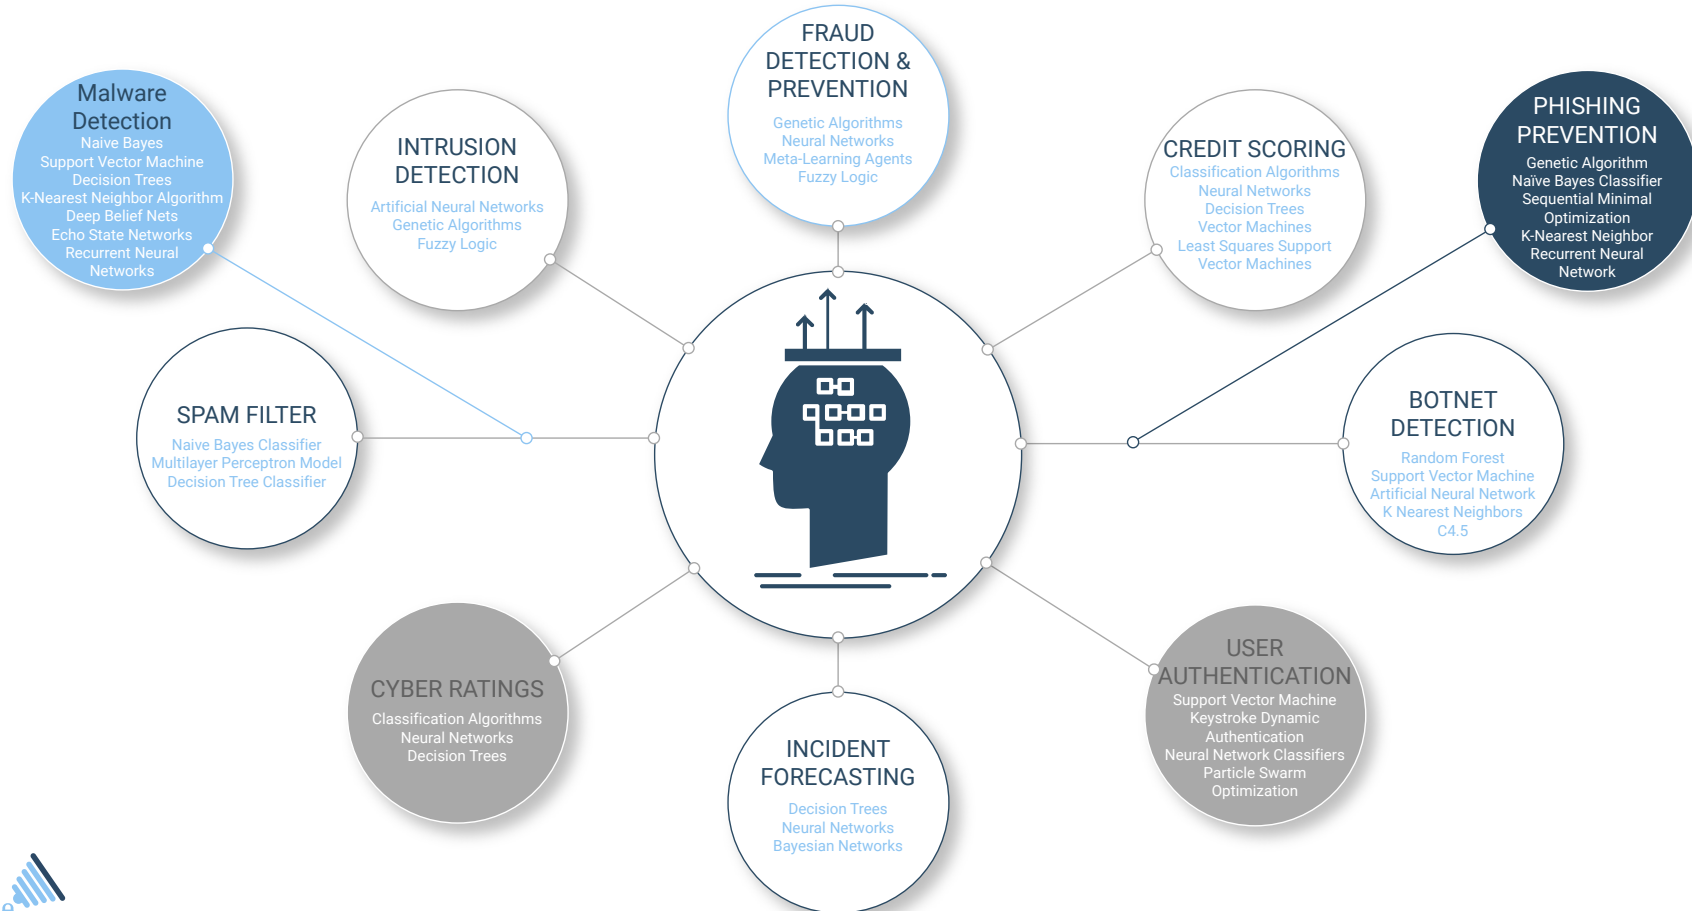 FRAUD
DETECTION &
PREVENTION
Genetic Algorithms
Neural Networks
Meta-Learning Agents
Fuzzy Logic
Malware
Detection
Naive Bayes
Support Vector Machine
Decision Trees
K-Nearest Neighbor Algorithm
Deep Belief Nets
Echo State Networks
Recurrent Neural
Networks
INTRUSION
DETECTION
Artificial Neural Networks
Genetic Algorithms
Fuzzy Logic
CREDIT SCORING
Classification Algorithms
Neural Networks
Decision Trees
Vector Machines
Least Squares Support
Vector Machines
PHISHING
PREVENTION
Genetic Algorithm
Naïve Bayes Classifier
Sequential Minimal
Optimization
K-Nearest Neighbor
Recurrent Neural
Network
SPAM FILTER
Naive Bayes Classifier
Multilayer Perceptron Model
Decision Tree Classifier
BOTNET
DETECTION
Random Forest
Support Vector Machine
Artificial Neural Network
K Nearest Neighbors
C4.5
CYBER RATINGS
Classification Algorithms
Neural Networks
Decision Trees
INCIDENT
FORECASTING
Decision Trees
Neural Networks
Bayesian Networks
USER
AUTHENTICATION
Support Vector Machine
Keystroke Dynamic
Authentication
Neural Network Classifiers
Particle Swarm
Optimization